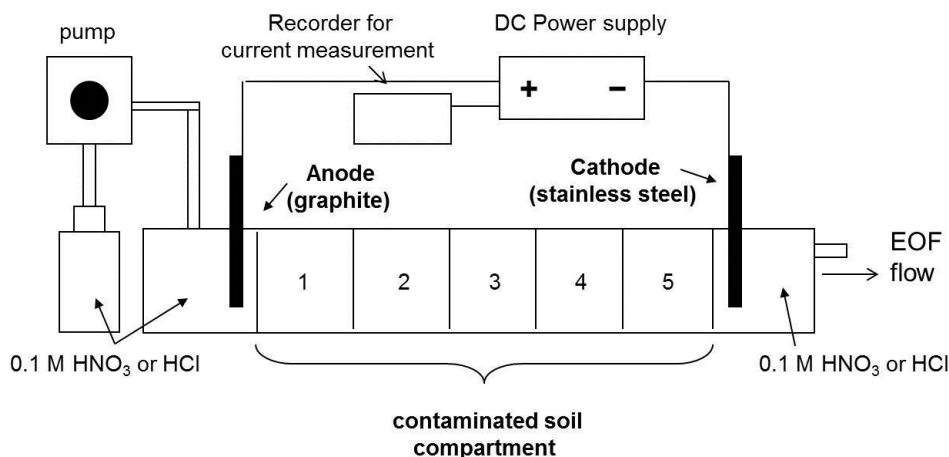 pump
Recorder for
current measurement
DC Power supply
+ −
Anode
(graphite)
Cathode
(stainless steel)
EOF
flow
1 2 3 4 5
0.1 M HNO₃ or HCl
0.1 M HNO₃ or HCl
contaminated soil
compartment